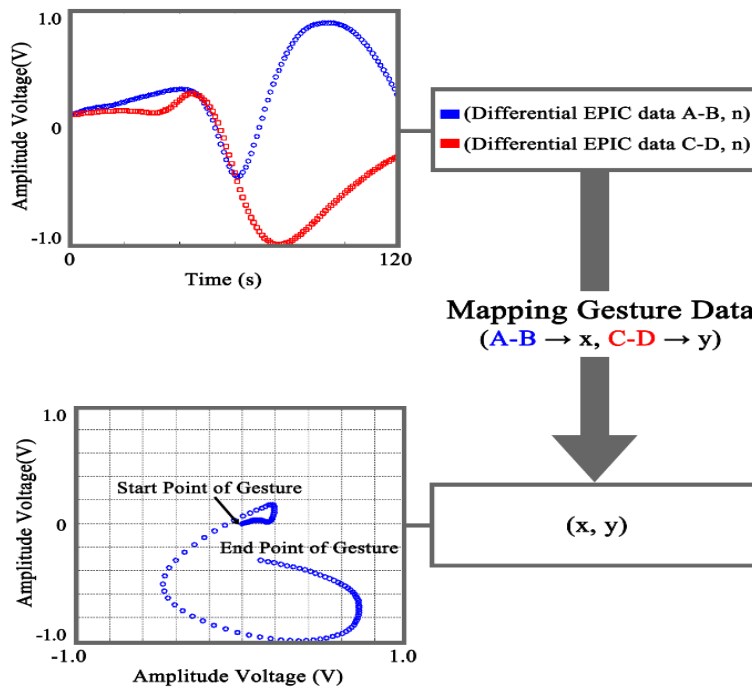 1.0
0
-1.0
Amplitude Voltage(V)
0
120
Time (s)
(Differential EPIC data A-B, n)
(Differential EPIC data C-D, n)
Mapping Gesture Data
(A-B → x, C-D → y)
1.0
0
-1.0
Amplitude Voltage(V)
Start Point of Gesture
End Point of Gesture
-1.0
1.0
Amplitude Voltage (V)
(x, y)